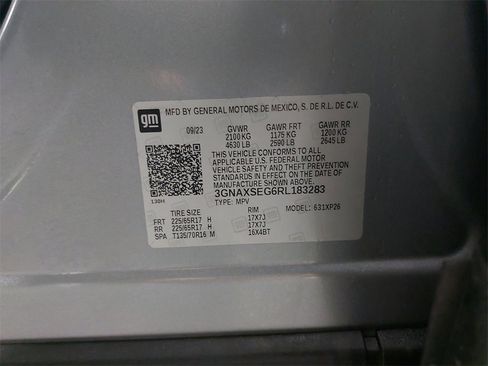 gm
MFD BY GENERAL MOTORS DE MEXICO, S. DE R.L. DE C.V.
09/23 GVWR GAWR FRT GAWR RR
2100 KG 1175 KG 1200 KG
4630 LB 2590 LB 2645 LB
THIS VEHICLE CONFORMS TO ALL
APPLICABLE U.S. FEDERAL MOTOR
VEHICLE SAFETY AND THEFT PREVENTION
STANDARDS IN EFFECT ON THE DATE OF
MANUFACTURE SHOWN ABOVE.
130H 3GNAXSEG6RL183283
TYPE: MPV MODEL: 631XP26
TIRE SIZE RIM
FRT 225/65R17 H 17X7J
RR 225/65R17 H 17X7J
SPA T135/70R16 M 16X4BT